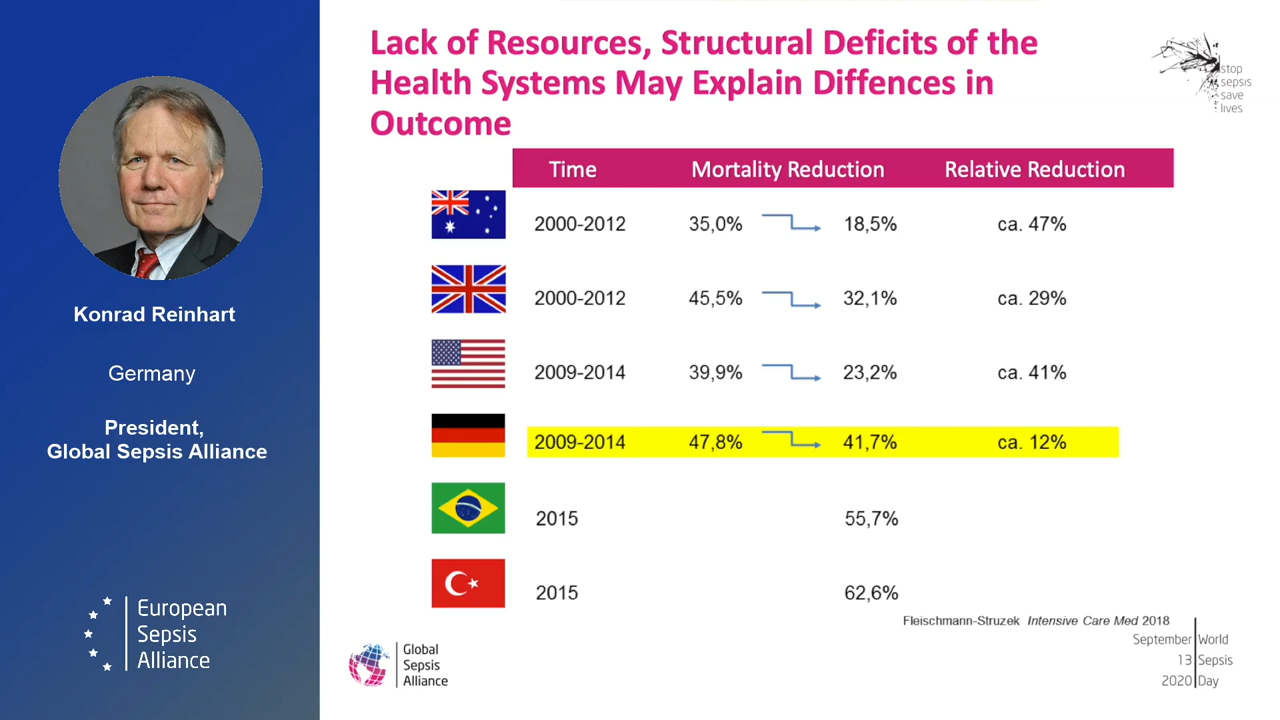 Lack of Resources, Structural Deficits of the
Health Systems May Explain Diffences in
Outcome
stop
sepsis
save
lives
Time Mortality Reduction Relative Reduction
2000-2012 35,0% 18,5% ca. 47%
2000-2012 45,5% 32,1% ca. 29%
2009-2014 39,9% 23,2% ca. 41%
2009-2014 47,8% 41,7% ca. 12%
2015 55,7%
2015 62,6%
Fleischmann-Struzek Intensive Care Med 2018
Konrad Reinhart
Germany
President,
Global Sepsis Alliance
European
Sepsis
Alliance
Global
Sepsis
Alliance
September World
13 Sepsis
2020 Day